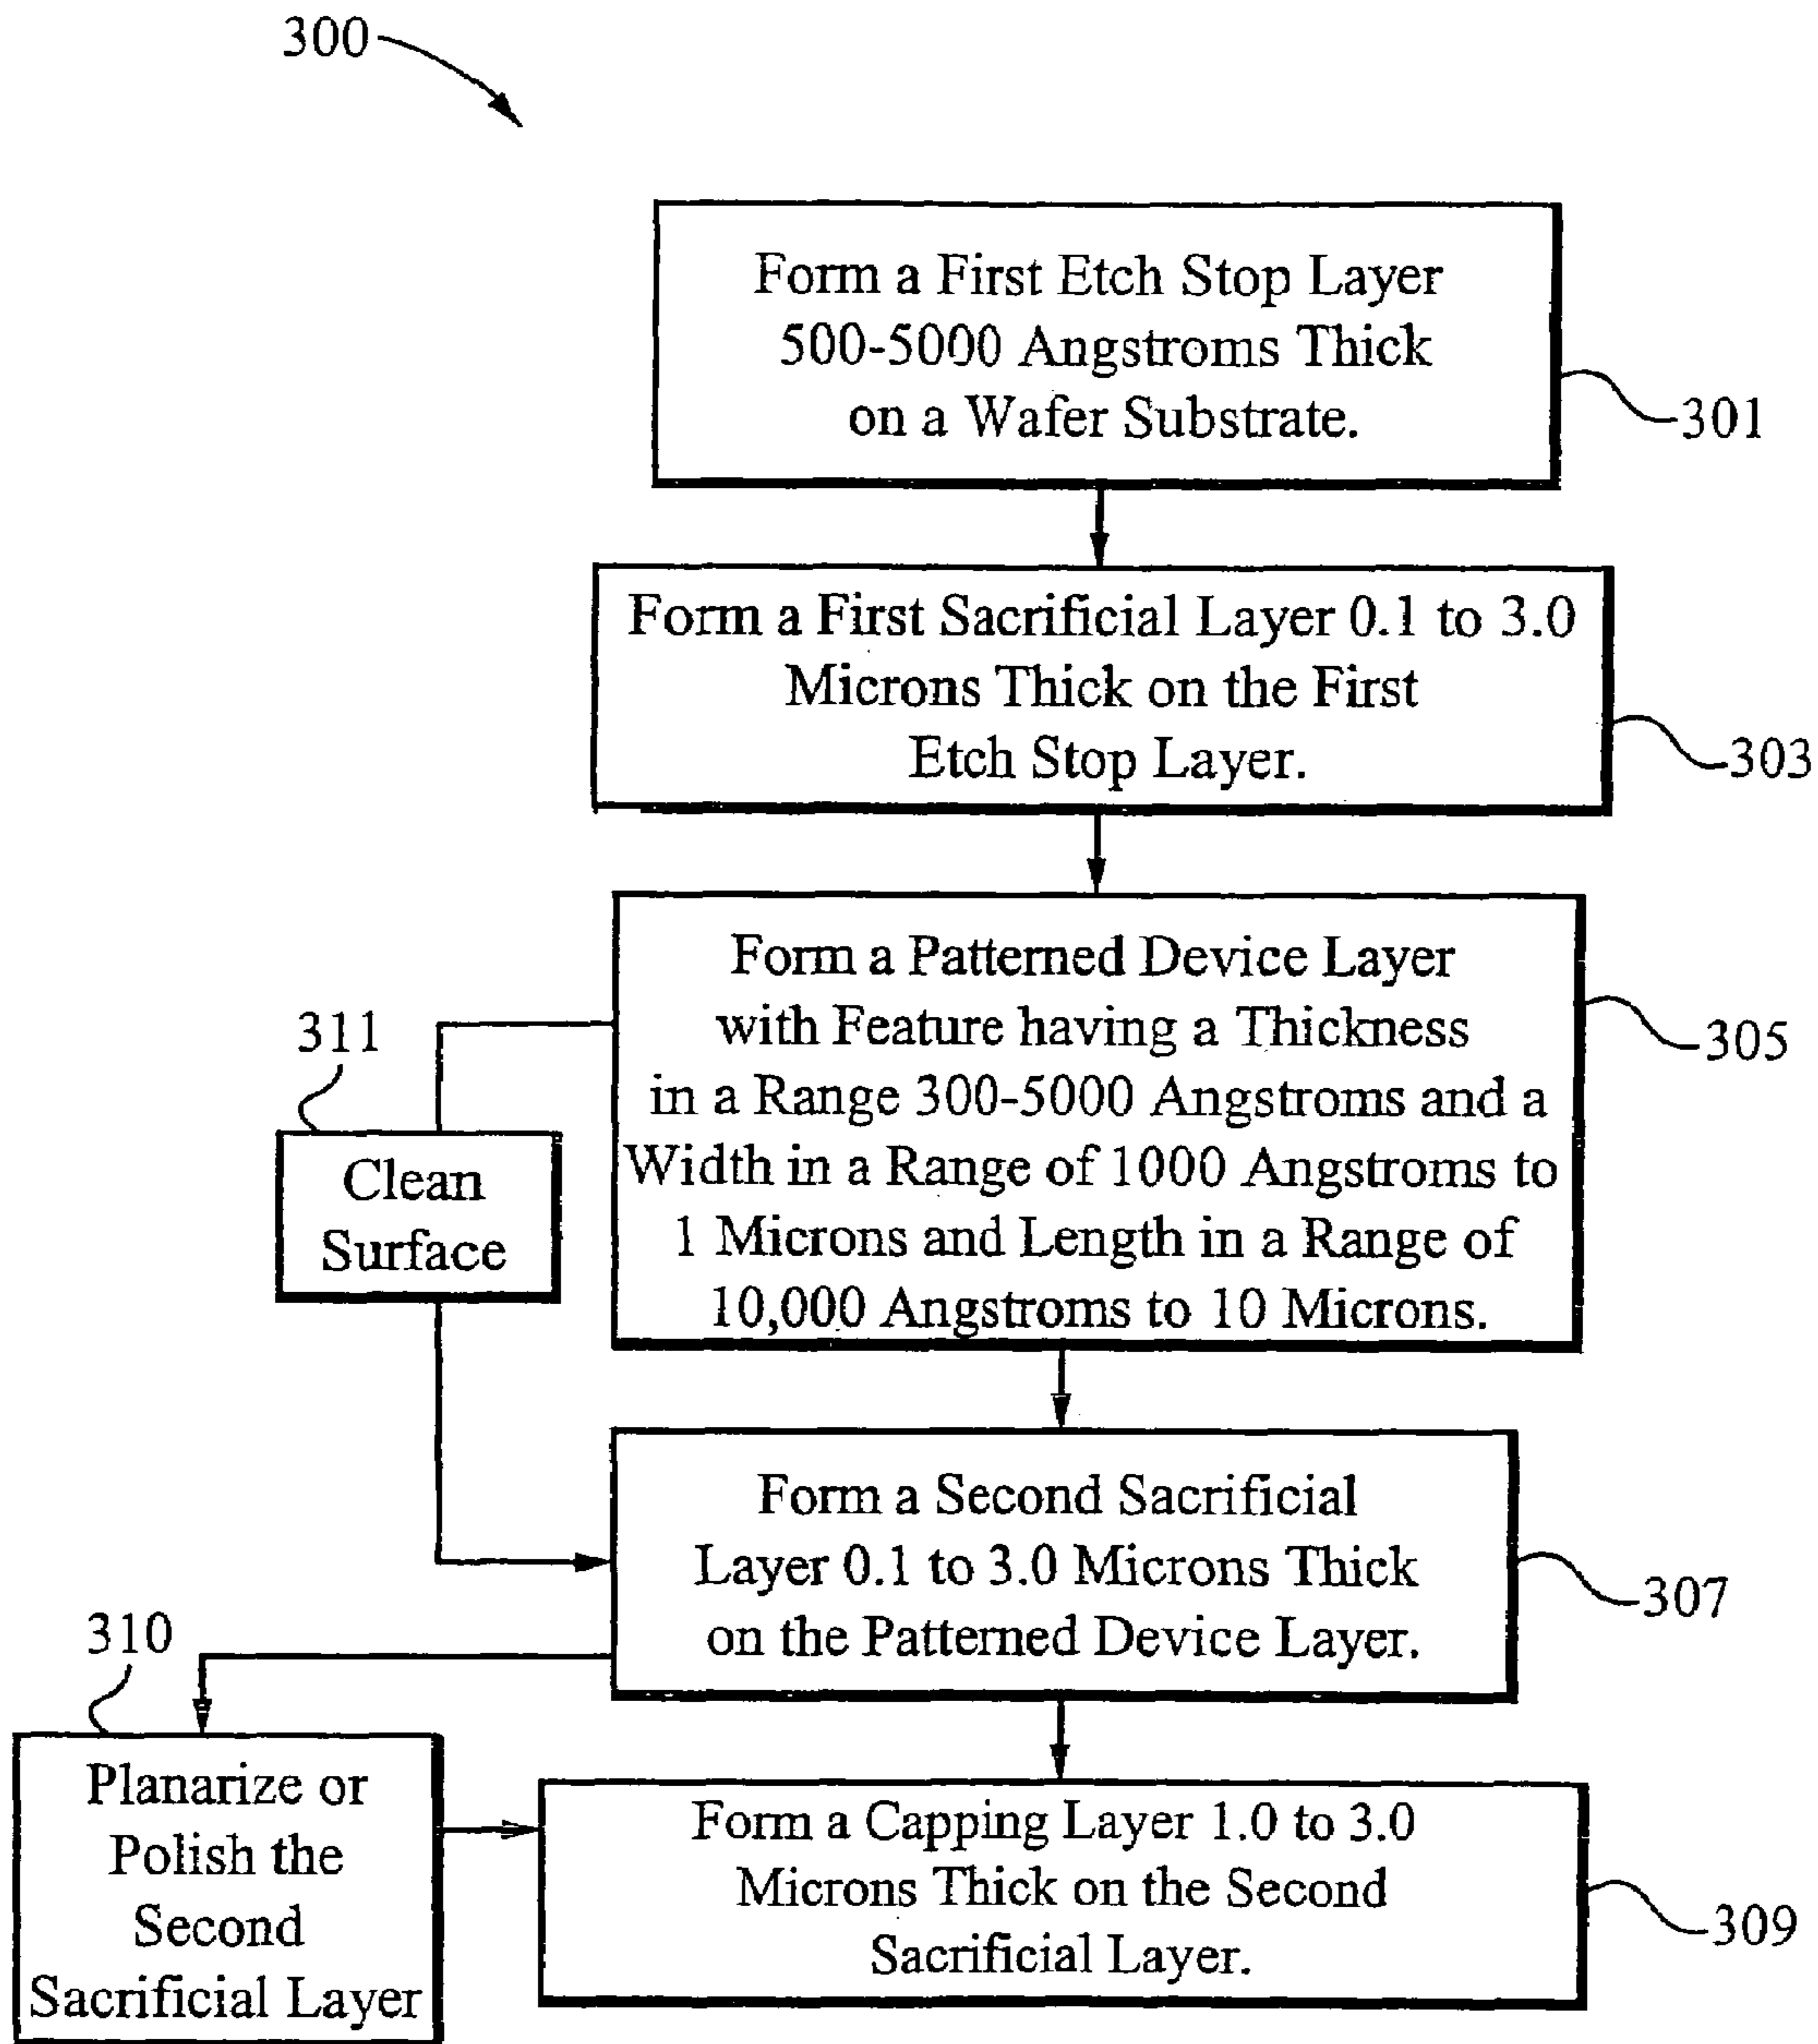 300
Form a First Etch Stop Layer
500-5000 Angstroms Thick
on a Wafer Substrate.
301
Form a First Sacrificial Layer 0.1 to 3.0
Microns Thick on the First
Etch Stop Layer.
303
Form a Patterned Device Layer
with Feature having a Thickness
in a Range 300-5000 Angstroms and a
Width in a Range of 1000 Angstroms to
1 Microns and Length in a Range of
10,000 Angstroms to 10 Microns.
305
311
Clean
Surface
Form a Second Sacrificial
Layer 0.1 to 3.0 Microns Thick
on the Patterned Device Layer.
307
310
Planarize or
Polish the
Second
Sacrificial Layer
Form a Capping Layer 1.0 to 3.0
Microns Thick on the Second
Sacrificial Layer.
309